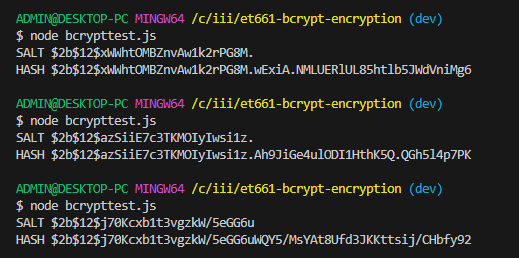 ADMIN@DESKTOP-PC MINGW64 /c/iii/et661-bcrypt-encryption (dev)
$ node bcrypttest.js
SALT $2b$12$xWWhtOMBZnvAw1k2rPG8M.
HASH $2b$12$xWWhtOMBZnvAw1k2rPG8M.wExiA.NMLUERlUL85htlb5JWdVniMg6
ADMIN@DESKTOP-PC MINGW64 /c/iii/et661-bcrypt-encryption (dev)
$ node bcrypttest.js
SALT $2b$12$azSiiE7c3TKMOIyIwsi1z.
HASH $2b$12$azSiiE7c3TKMOIyIwsi1z.Ah9JiGe4ulODI1HthK5Q.QGh5l4p7PK
ADMIN@DESKTOP-PC MINGW64 /c/iii/et661-bcrypt-encryption (dev)
$ node bcrypttest.js
SALT $2b$12$j70Kcxb1t3vgzkW/5eGG6u
HASH $2b$12$j70Kcxb1t3vgzkW/5eGG6uWQY5/MsYAt8Ufd3JKKttsij/CHbfy92